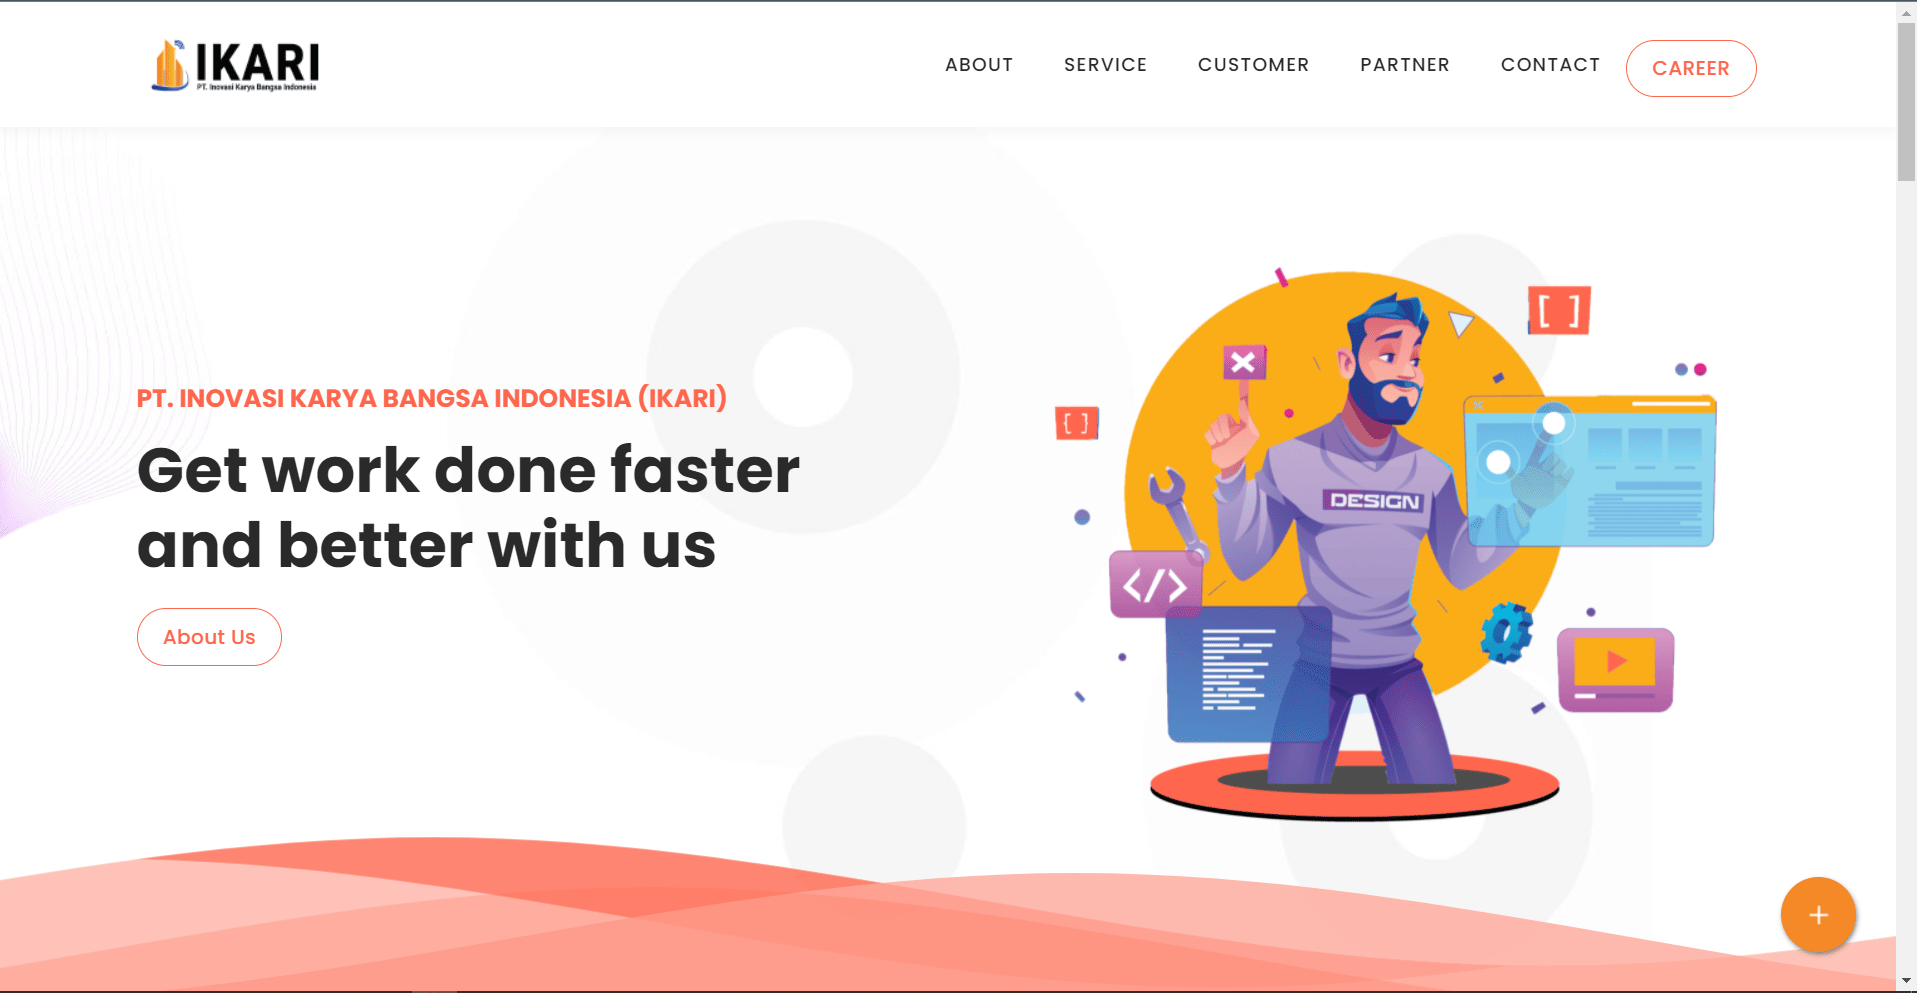 IKARI
PT. Inovasi Karya Bangsa Indonesia
ABOUT
SERVICE
CUSTOMER
PARTNER
CONTACT
CAREER
PT. INOVASI KARYA BANGSA INDONESIA (IKARI)
Get work done faster
and better with us
About Us
[ ]
{ }
DESIGN
</>
+